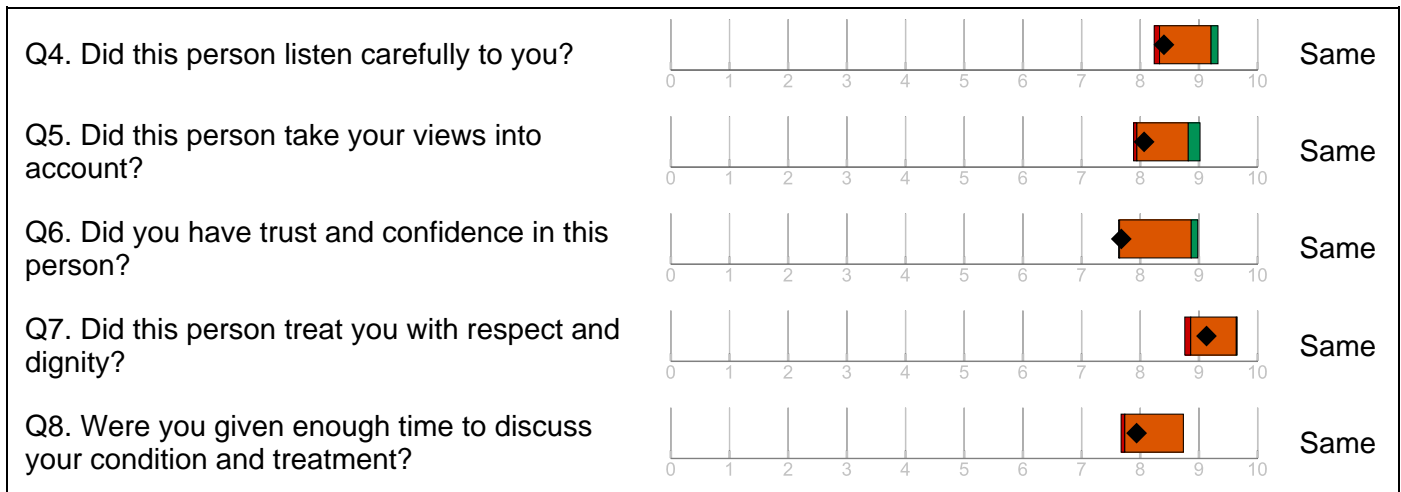 Q4. Did this person listen carefully to you?
0 1 2 3 4 5 6 7 8 9 10
Same
Q5. Did this person take your views into
account?
0 1 2 3 4 5 6 7 8 9 10
Same
Q6. Did you have trust and confidence in this
person?
0 1 2 3 4 5 6 7 8 9 10
Same
Q7. Did this person treat you with respect and
dignity?
0 1 2 3 4 5 6 7 8 9 10
Same
Q8. Were you given enough time to discuss
your condition and treatment?
0 1 2 3 4 5 6 7 8 9 10
Same